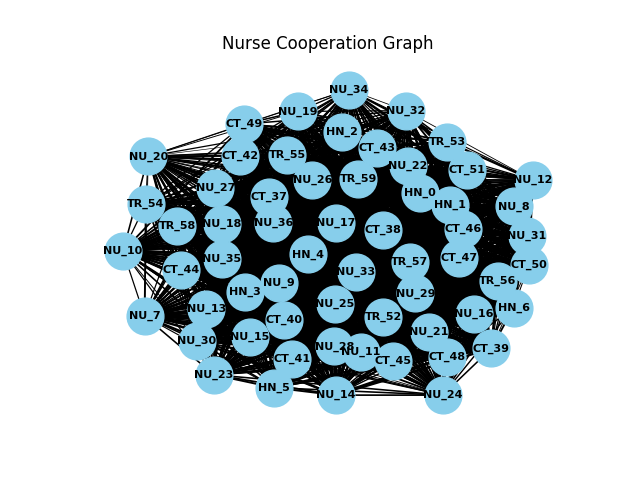 Nurse Cooperation Graph
NU_34
NU_19
NU_32
CT_49
HN_2
TR_53
CT_43
NU_20
CT_42
TR_55
NU_22
CT_51
NU_26
TR_59
NU_12
NU_27
HN_0
CT_37
TR_54
HN_1
NU_8
TR_58
NU_18
NU_36
NU_17
CT_38
CT_46
NU_31
NU_10
HN_4
NU_35
CT_47
TR_57
CT_50
CT_44
NU_33
NU_9
TR_56
HN_3
NU_29
NU_25
NU_13
HN_6
NU_7
TR_52
NU_16
CT_40
NU_21
NU_15
NU_30
NU_28
NU_11
CT_39
CT_41
CT_45
CT_48
NU_23
HN_5
NU_14
NU_24